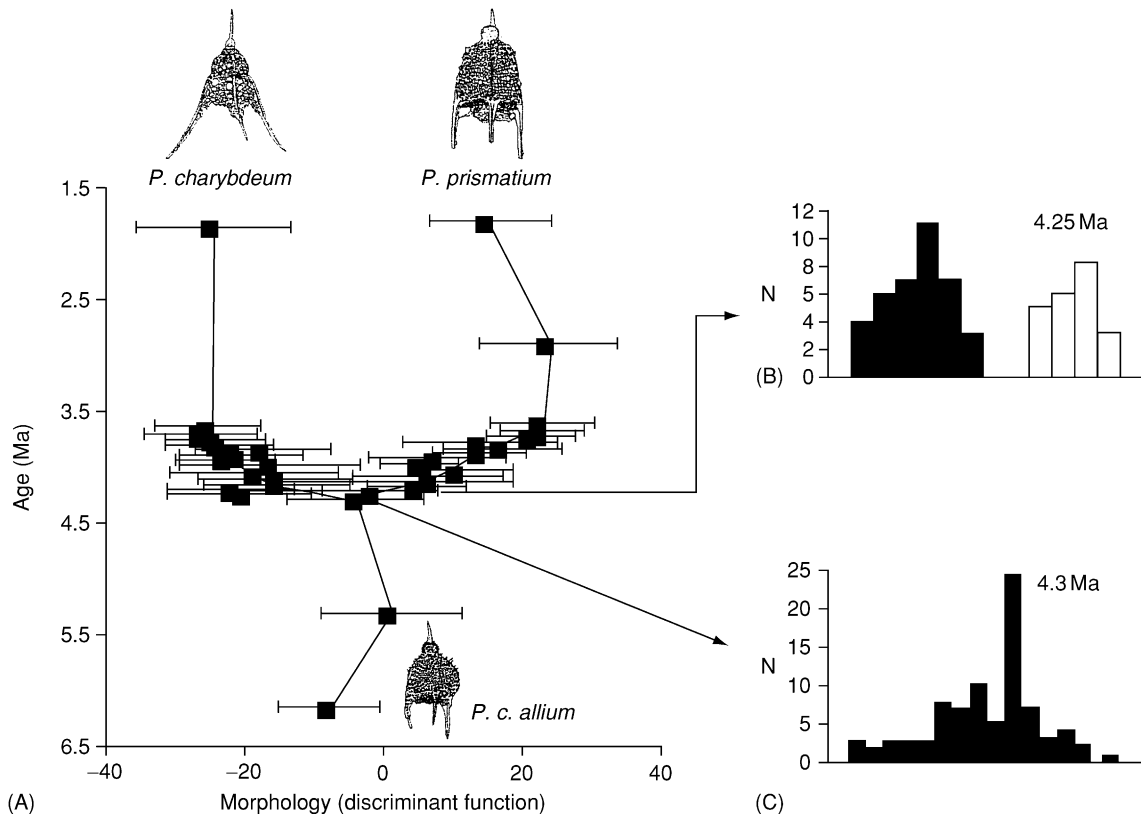 P. charybdeum
P. prismatium
1.5
2.5
3.5
4.5
5.5
6.5
Age (Ma)
−40
−20
0
20
40
Morphology (discriminant function)
P. c. allium
(A)
12
12
8
5
4
2
0
N
4.25 Ma
(B)
25
20
15
10
5
0
N
4.3 Ma
(C)